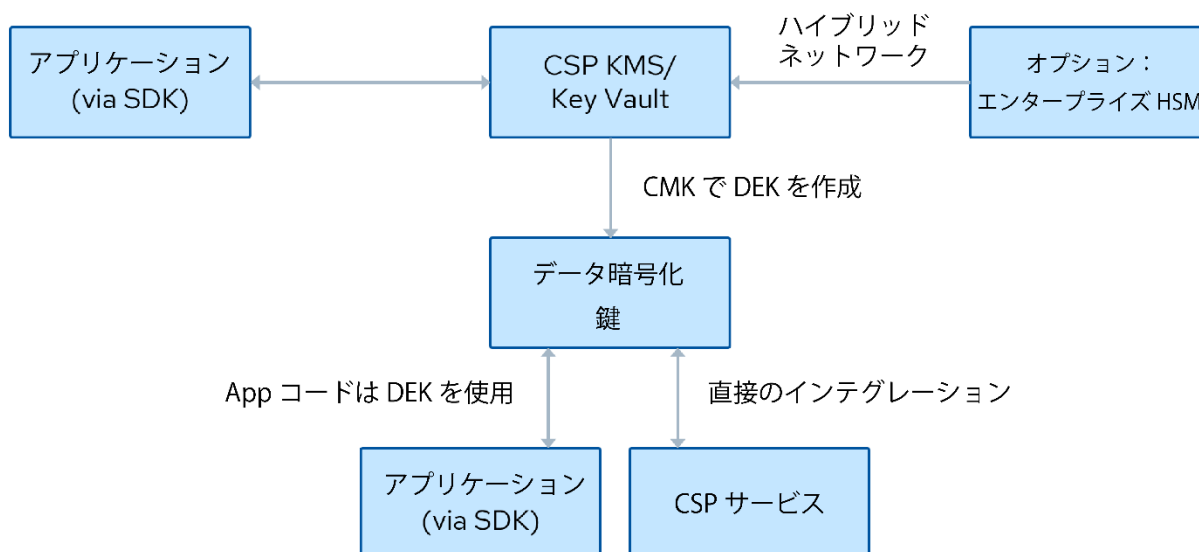 アプリケーション
(via SDK)
CSP KMS/
Key Vault
ハイブリッド
ネットワーク
オプション：
エンタープライズ HSM
CMK で DEK を作成
データ暗号化
鍵
App コードは DEK を使用
直接のインテグレーション
アプリケーション
(via SDK)
CSP サービス